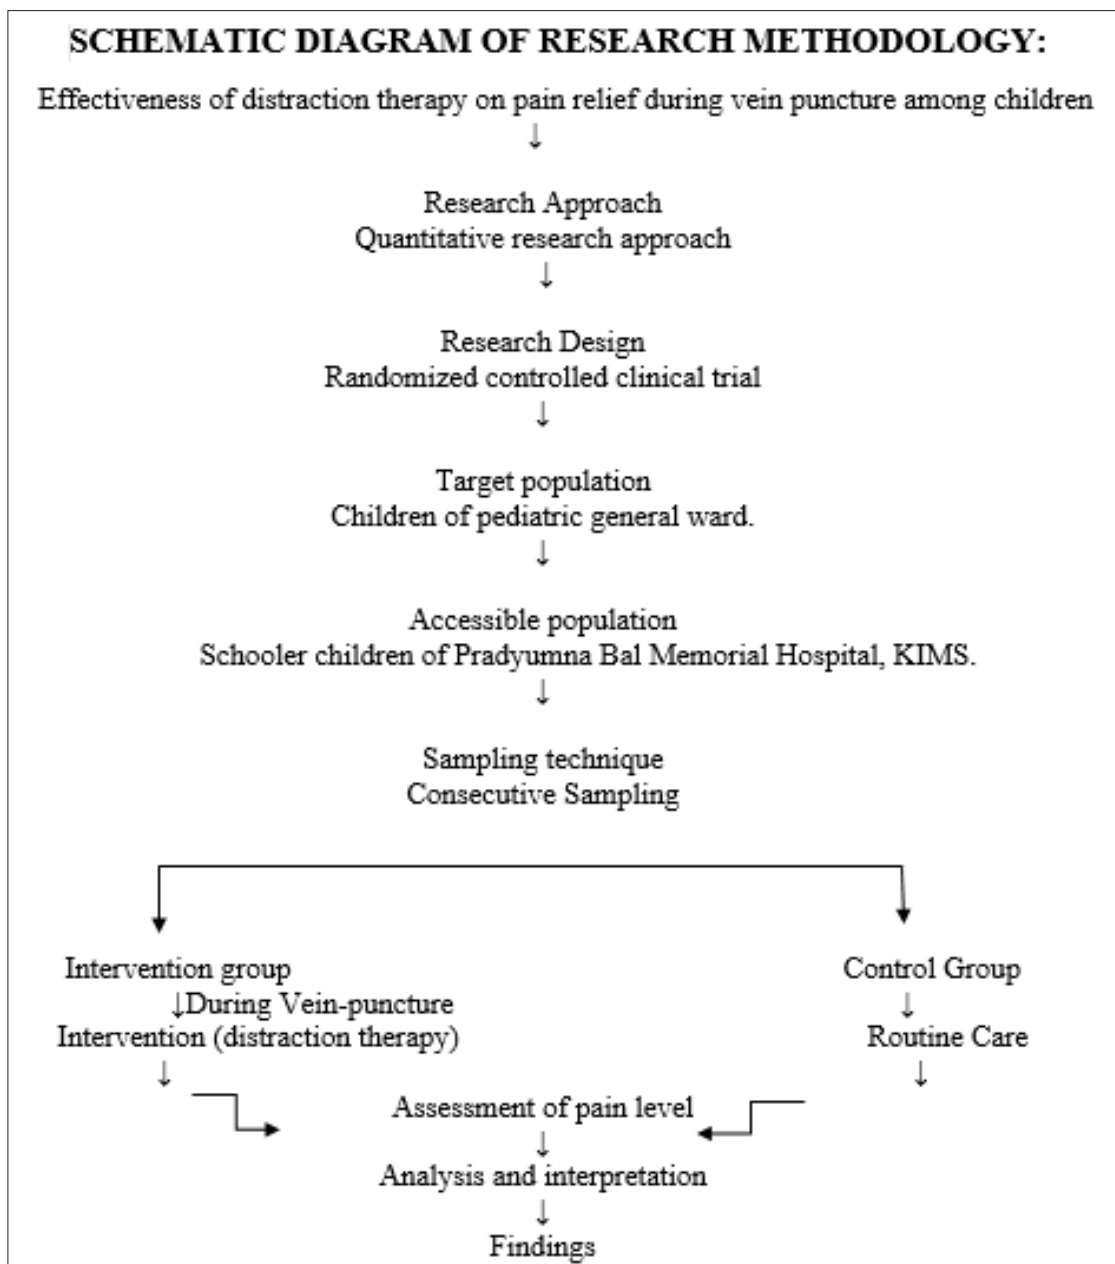 SCHEMATIC DIAGRAM OF RESEARCH METHODOLOGY:
Effectiveness of distraction therapy on pain relief during vein puncture among children
↓
Research Approach
Quantitative research approach
↓
Research Design
Randomized controlled clinical trial
↓
Target population
Children of pediatric general ward.
↓
Accessible population
Schooler children of Pradyumna Bal Memorial Hospital, KIMS.
↓
Sampling technique
Consecutive Sampling
Intervention group
↓During Vein-puncture
Intervention (distraction therapy)
↓
Control Group
↓
Routine Care
↓
Assessment of pain level
↓
Analysis and interpretation
↓
Findings